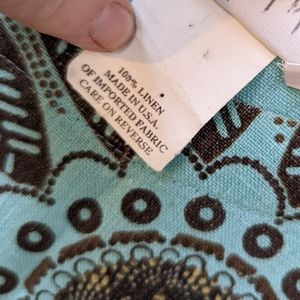 100% LINEN
MADE IN U.S.A.
OF IMPORTED FABRIC
CARE ON REVERSE